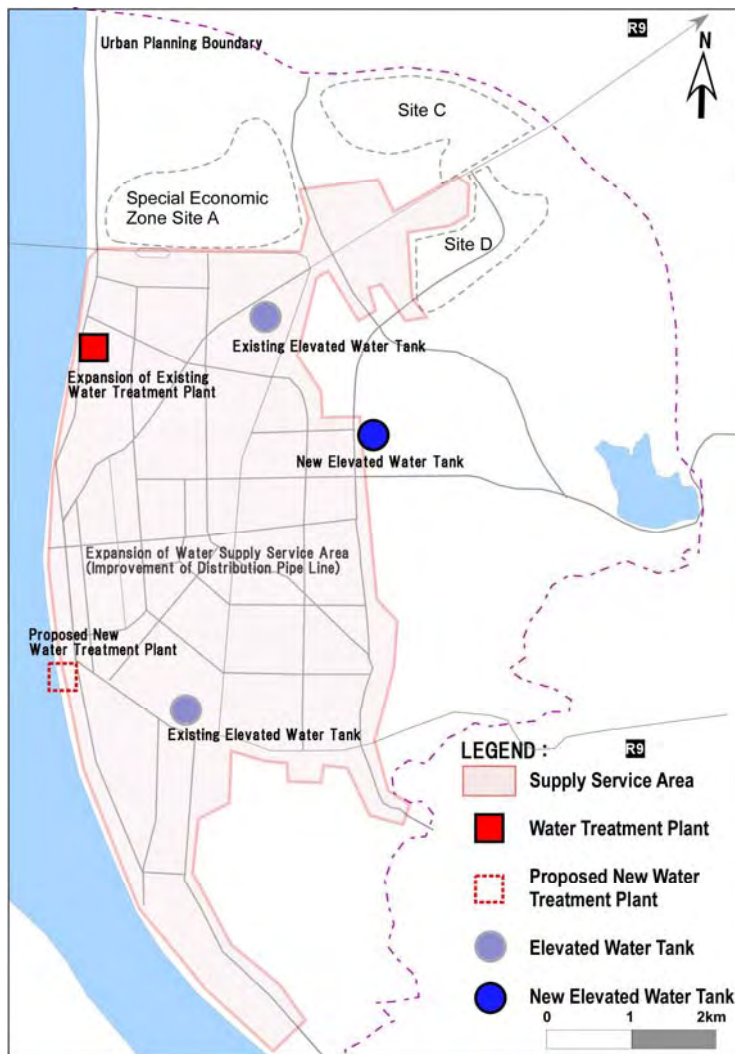 Urban Planning Boundary
R9
N
Site C
Special Economic
Zone Site A
Site D
Existing Elevated Water Tank
Expansion of Existing
Water Treatment Plant
New Elevated Water Tank
Expansion of Water Supply Service Area
(Improvement of Distribution Pipe Line)
Proposed New
Water Treatment Plant
Existing Elevated Water Tank
LEGEND:
R9
Supply Service Area
Water Treatment Plant
Proposed New Water
Treatment Plant
Elevated Water Tank
New Elevated Water Tank
0 1 2km